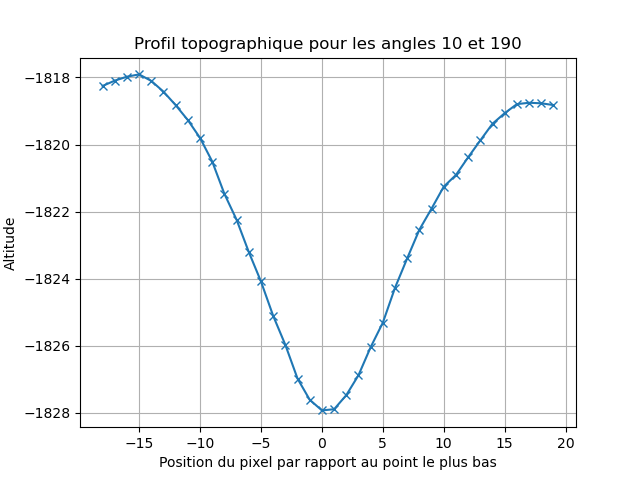 Profil topographique pour les angles 10 et 190
−1818
−1820
−1822
−1824
−1826
−1828
Altitude
−15 −10 −5 0 5 10 15 20
Position du pixel par rapport au point le plus bas